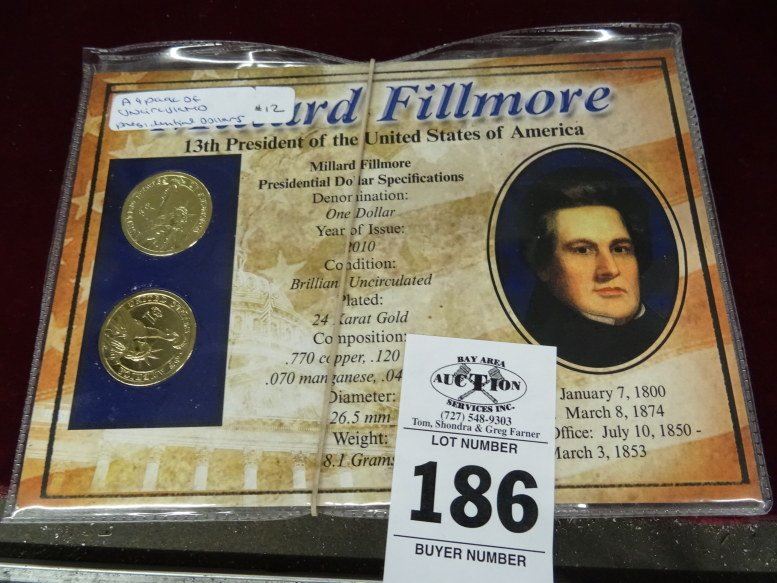 A 4 pack of
uncirculated
presidential dollars
$12
Millard Fillmore
13th President of the United States of America
Millard Fillmore
Presidential Dollar Specifications
Denomination:
One Dollar
Year of Issue:
2010
Condition:
Brilliant Uncirculated
Plated:
24 Karat Gold
Composition:
.770 copper, .120
.070 manganese, .04
Diameter:
26.5 mm
Weight:
8.1 Grams
January 7, 1800
March 8, 1874
Office: July 10, 1850 -
March 3, 1853
BAY AREA
AUCTION
SERVICES INC.
(727) 548-9303
Tom, Shondra & Greg Farner
LOT NUMBER
186
BUYER NUMBER